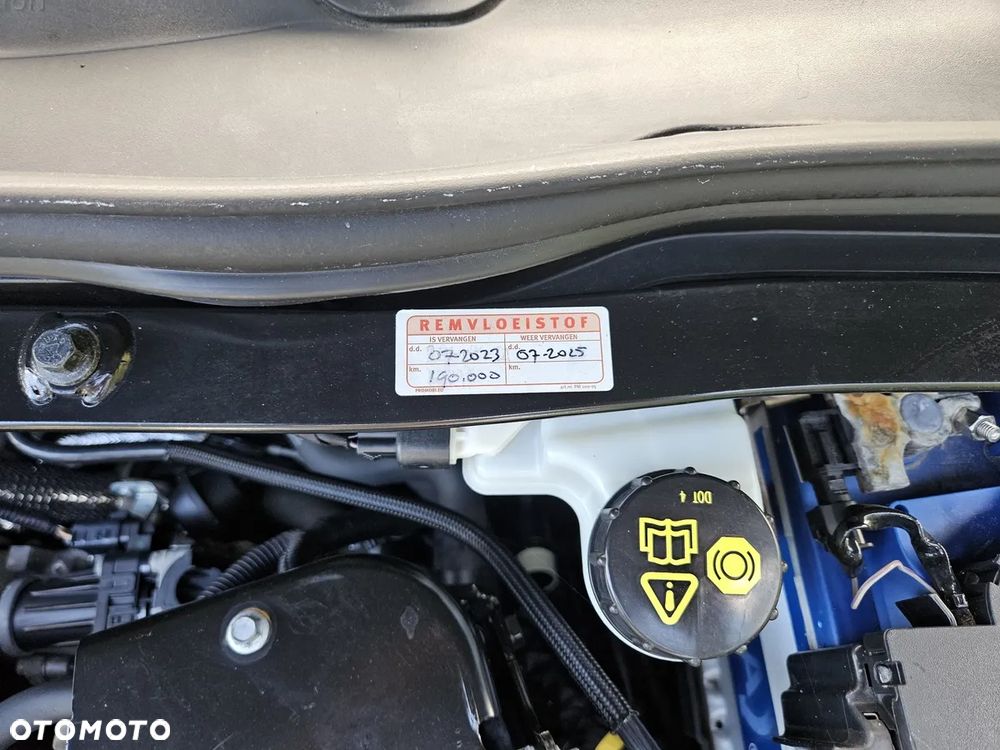 REMVLOEISTOF
IS VERVANGEN WEER VERVANGEN
d.d. 07-2023 d.d. 07-2025
km. 190.000 km.
DOT 4
OTOMOTO